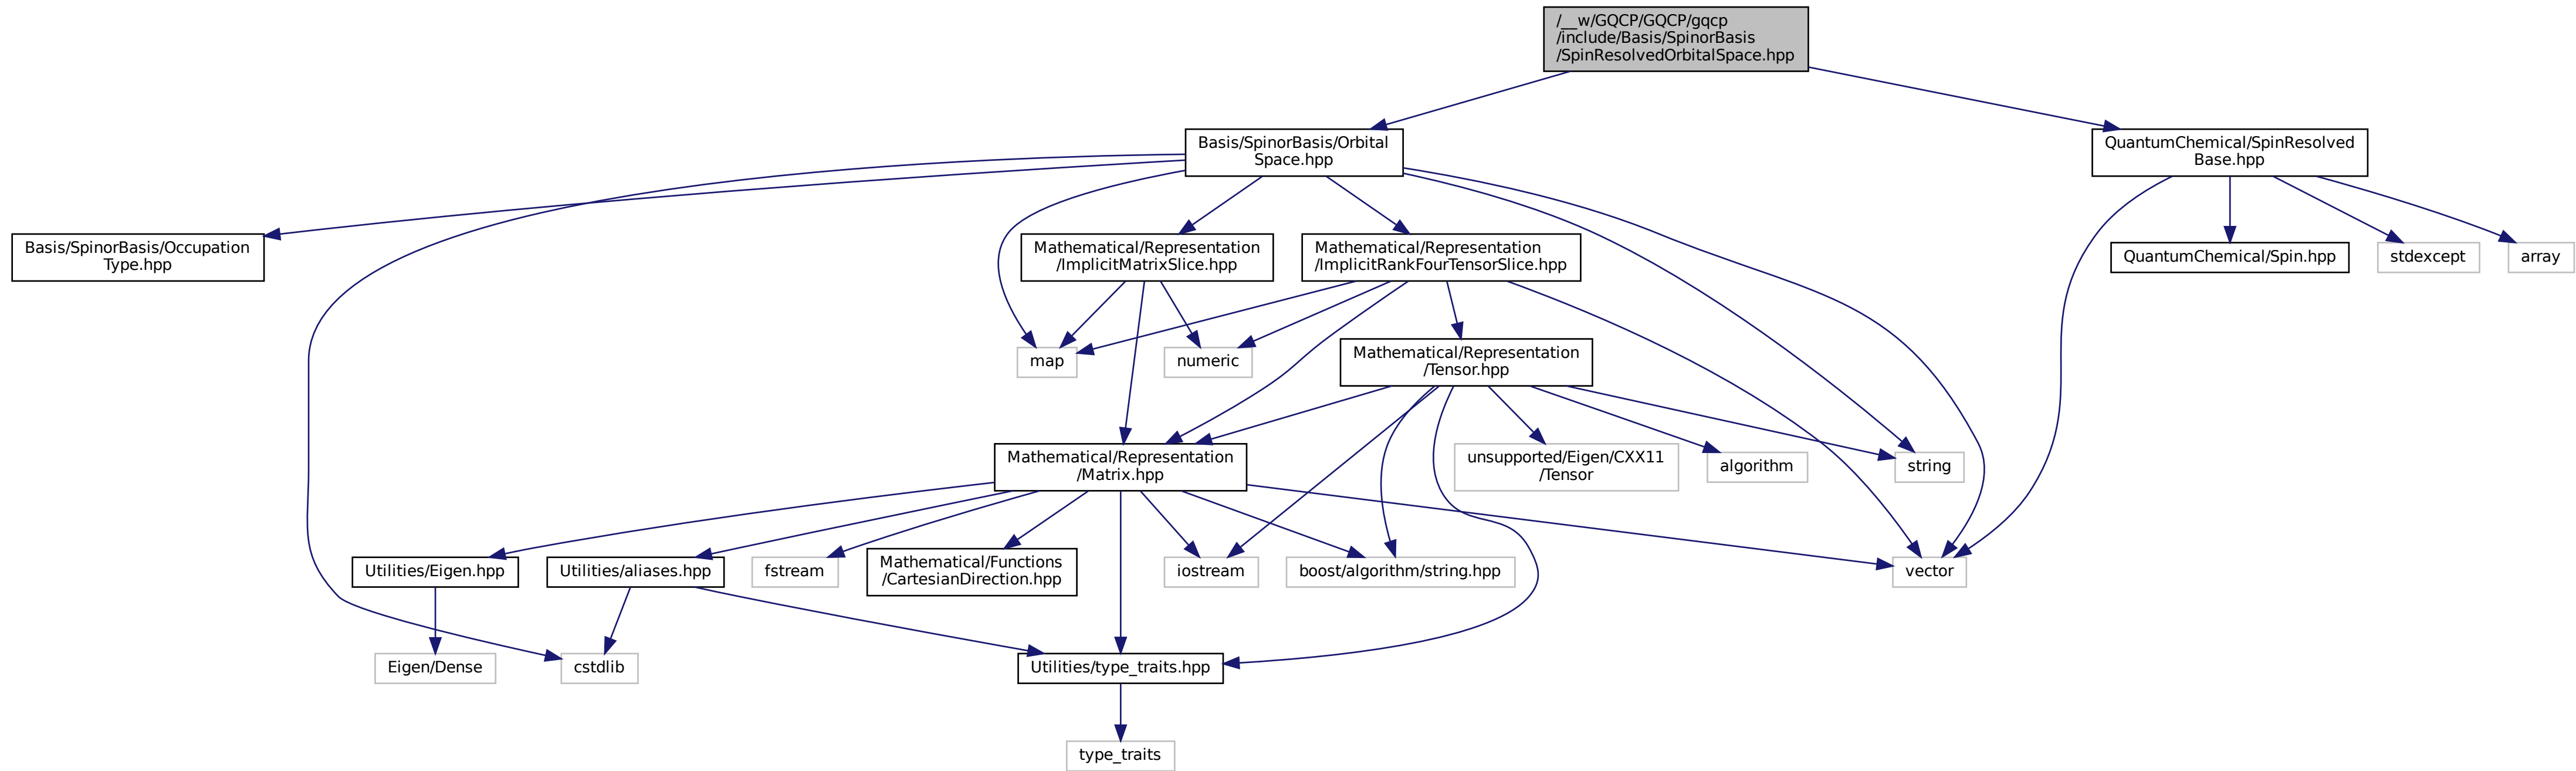 /__w/GQCP/GQCP/gqcp
/include/Basis/SpinorBasis
/SpinResolvedOrbitalSpace.hpp
Basis/SpinorBasis/Orbital
Space.hpp
QuantumChemical/SpinResolved
Base.hpp
Basis/SpinorBasis/Occupation
Type.hpp
Mathematical/Representation
/ImplicitMatrixSlice.hpp
Mathematical/Representation
/ImplicitRankFourTensorSlice.hpp
QuantumChemical/Spin.hpp
stdexcept
array
map
numeric
Mathematical/Representation
/Tensor.hpp
Mathematical/Representation
/Matrix.hpp
unsupported/Eigen/CXX11
/Tensor
algorithm
string
Utilities/Eigen.hpp
Utilities/aliases.hpp
fstream
Mathematical/Functions
/CartesianDirection.hpp
iostream
boost/algorithm/string.hpp
vector
Eigen/Dense
cstdlib
Utilities/type_traits.hpp
type_traits